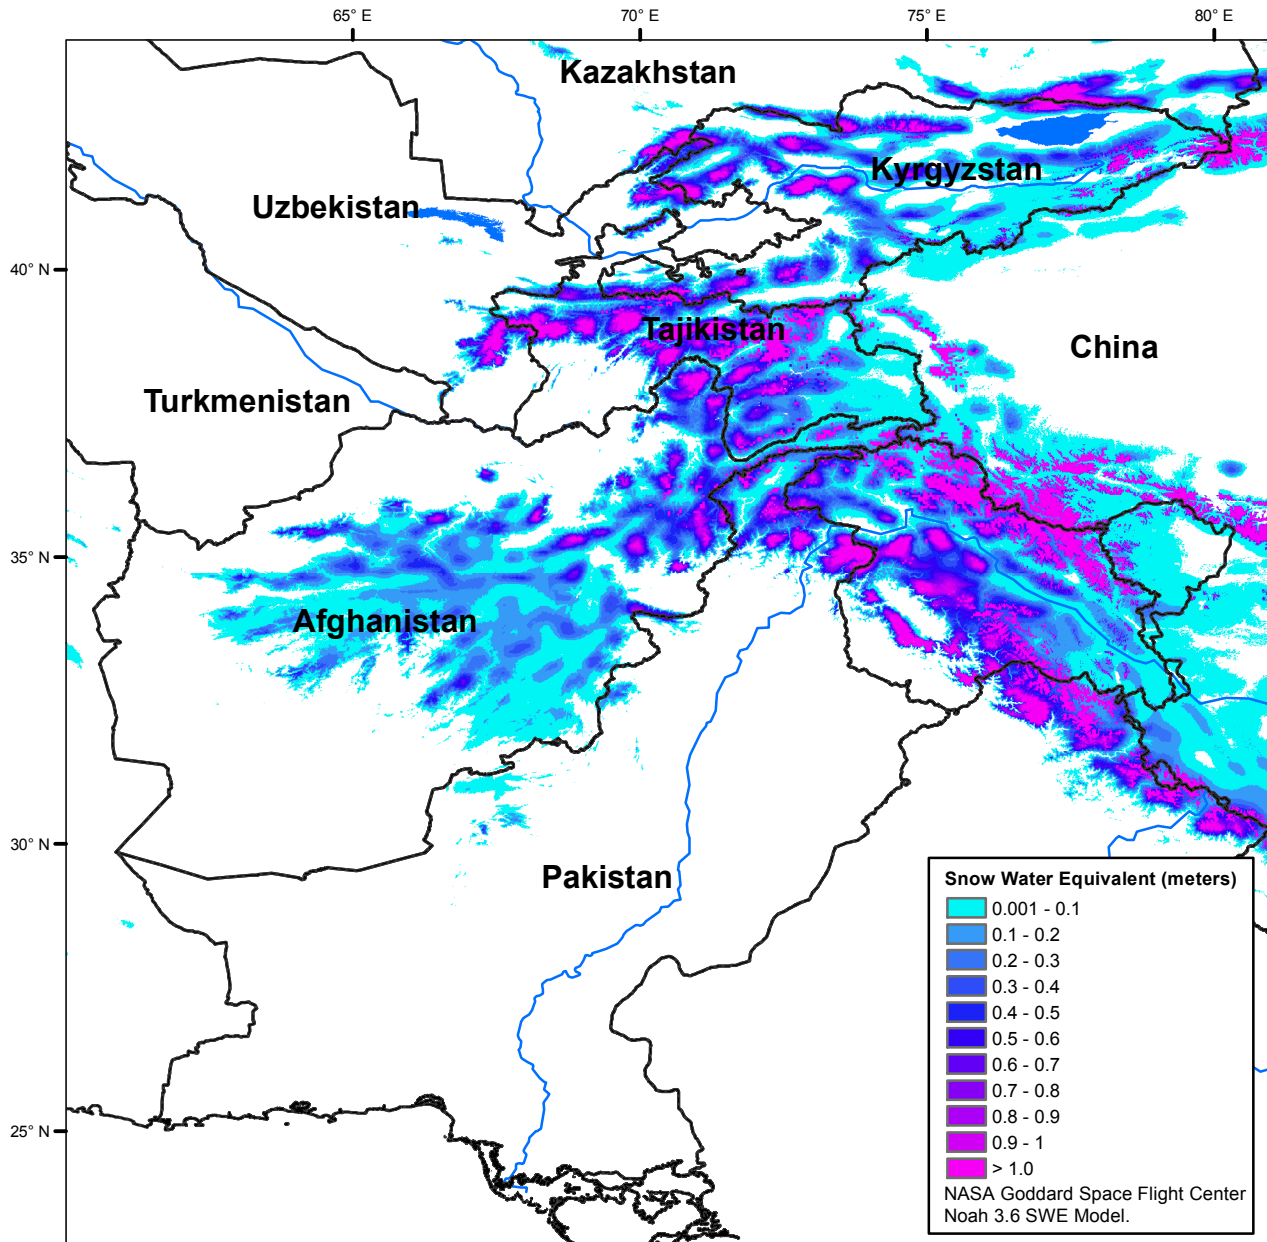 65° E
70° E
75° E
80° E
Kazakhstan
Kyrgyzstan
Uzbekistan
40° N
Tajikistan
China
Turkmenistan
35° N
Afghanistan
30° N
Pakistan
25° N
Snow Water Equivalent (meters)
0.001 - 0.1
0.1 - 0.2
0.2 - 0.3
0.3 - 0.4
0.4 - 0.5
0.5 - 0.6
0.6 - 0.7
0.7 - 0.8
0.8 - 0.9
0.9 - 1
> 1.0
NASA Goddard Space Flight Center
Noah 3.6 SWE Model.